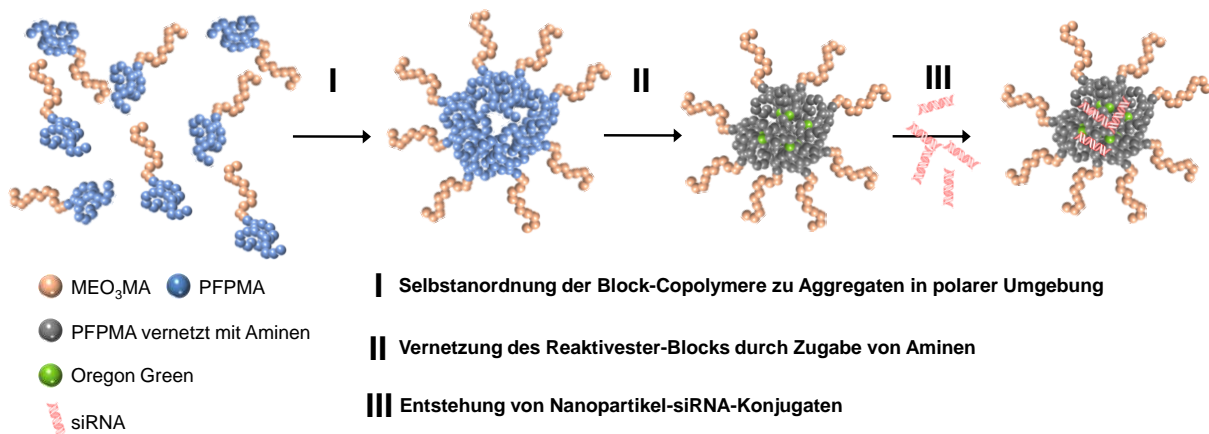 I
II
III
MEO₃MA
PFPMA
I Selbstanordnung der Block-Copolymere zu Aggregaten in polarer Umgebung
PFPMA vernetzt mit Aminen
II Vernetzung des Reaktivester-Blocks durch Zugabe von Aminen
Oregon Green
III Entstehung von Nanopartikel-siRNA-Konjugaten
siRNA